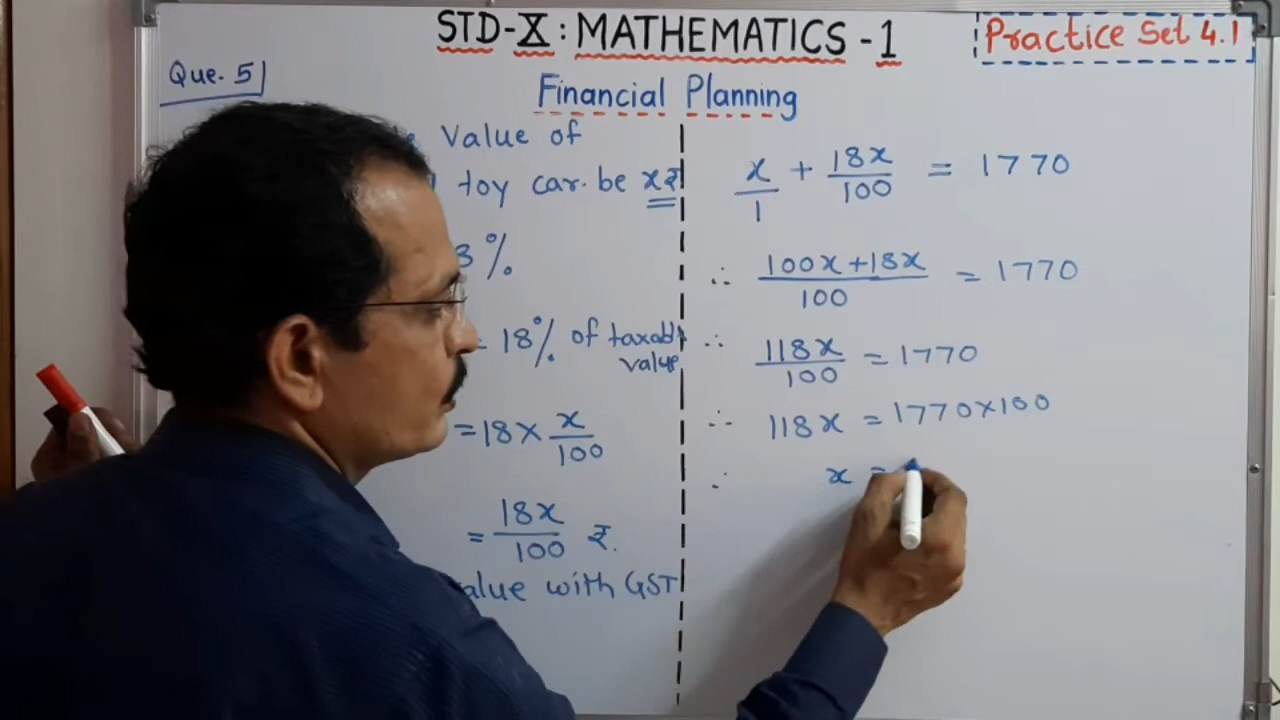 STD-X : MATHEMATICS - 1
Practice Set 4.1
Que. 5
Financial Planning
Value of
toy car be x ₹
%
= 18% of taxable
value
= 18 × x/100
= 18x/100 ₹.
value with GST
x/1 + 18x/100 = 1770
∴ 100x+18x/100 = 1770
∴ 118x/100 = 1770
∴ 118x = 1770×100
∴ x =